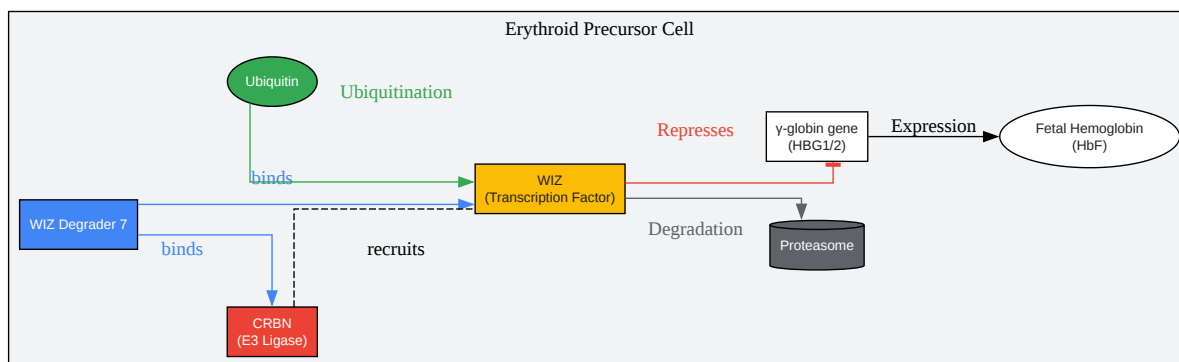 Erythroid Precursor Cell
Ubiquitin
Ubiquitination
Represses
γ-globin gene
(HBG1/2)
Expression
Fetal Hemoglobin
(HbF)
binds
WIZ
(Transcription Factor)
WIZ Degrader 7
binds
recruits
Degradation
Proteasome
CRBN
(E3 Ligase)